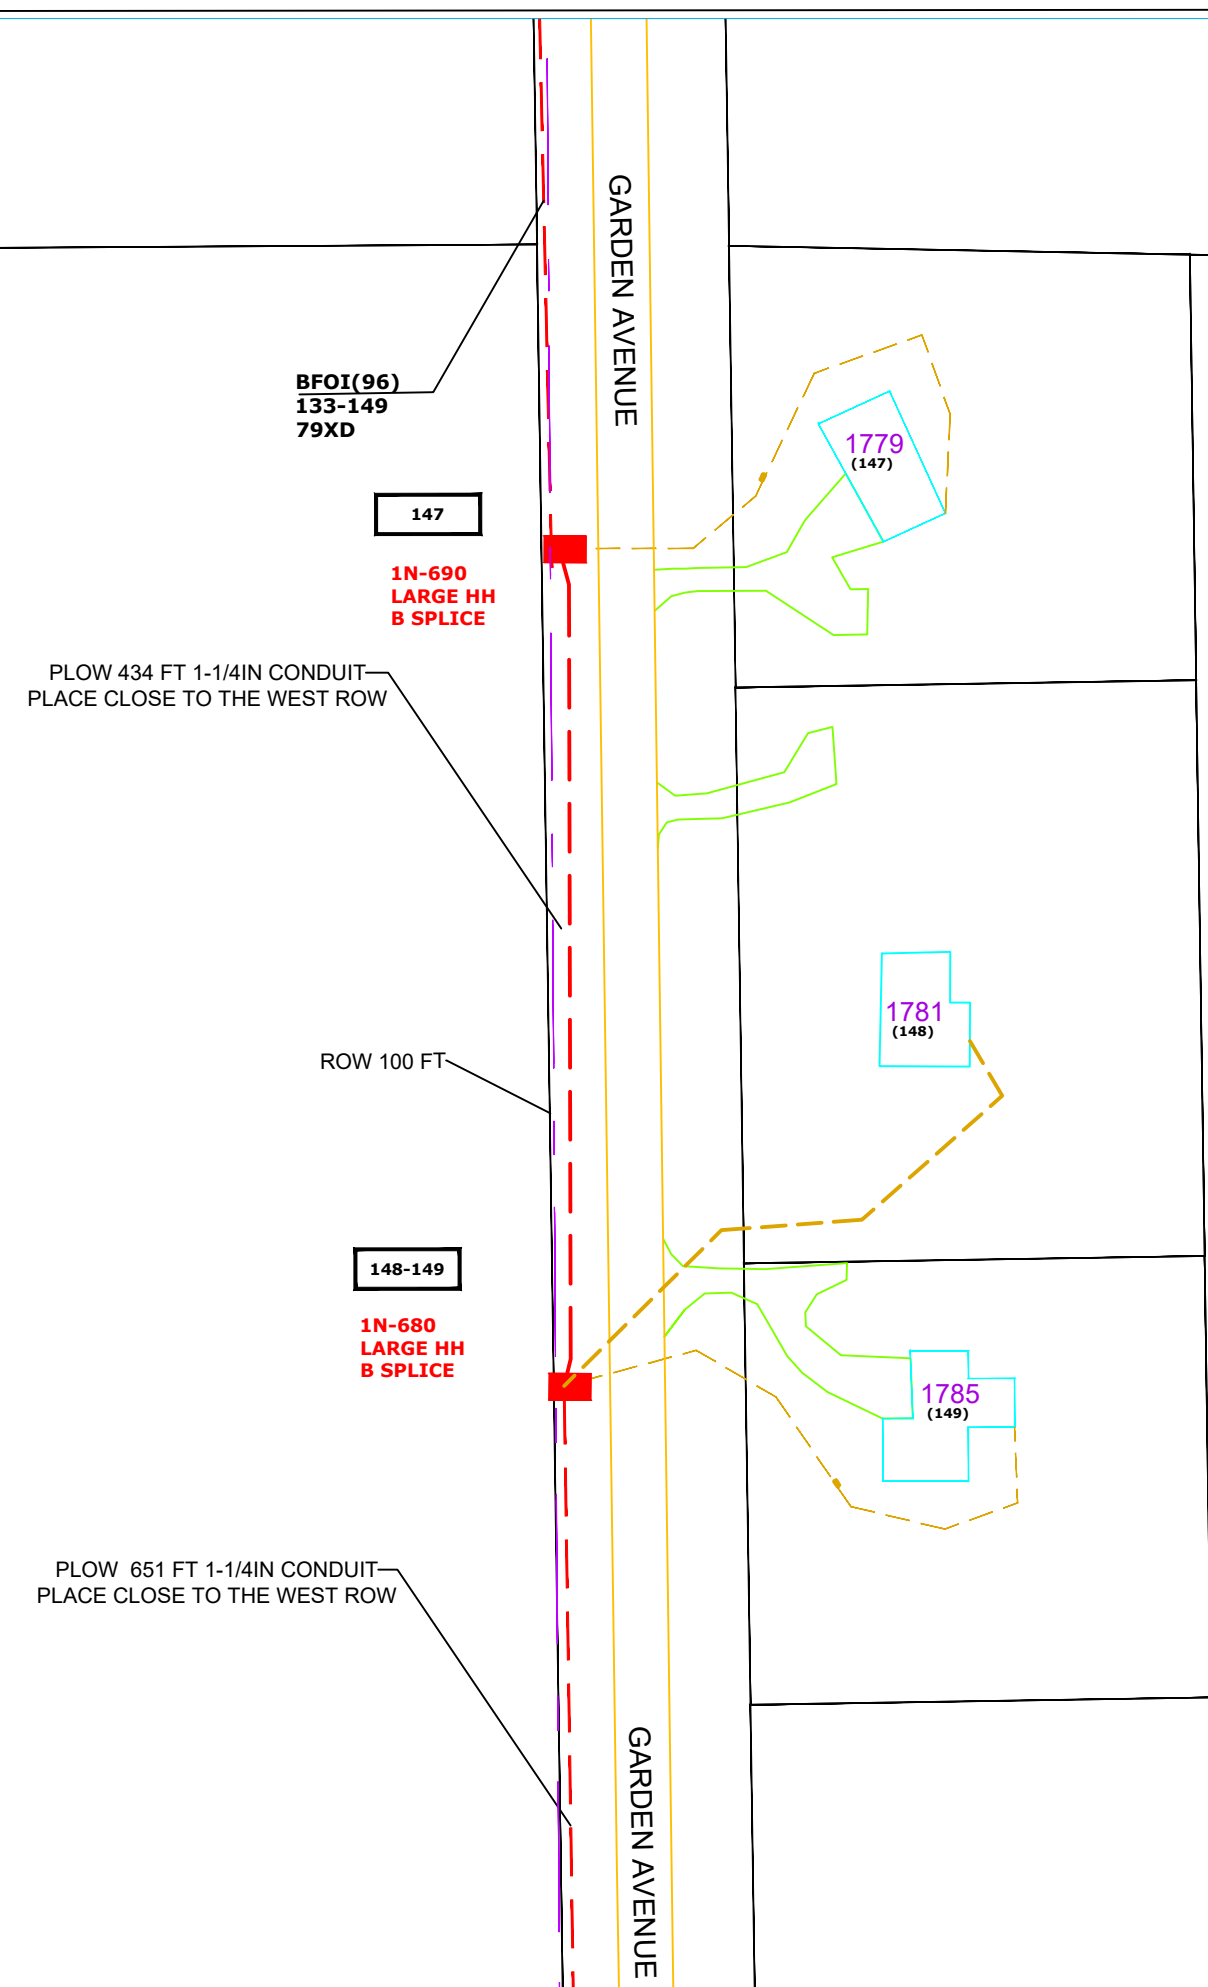 GARDEN AVENUE
BFOI(96)
133-149
79XD
1779
(147)
147
1N-690
LARGE HH
B SPLICE
PLOW 434 FT 1-1/4IN CONDUIT
PLACE CLOSE TO THE WEST ROW
1781
(148)
ROW 100 FT
148-149
1N-680
LARGE HH
B SPLICE
1785
(149)
PLOW 651 FT 1-1/4IN CONDUIT
PLACE CLOSE TO THE WEST ROW
GARDEN AVENUE